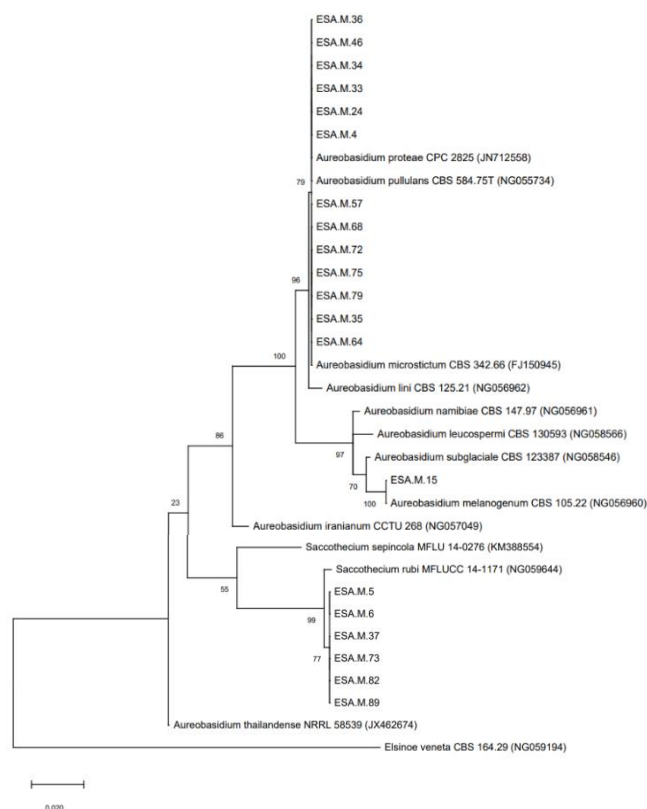 ESA.M.36
ESA.M.46
ESA.M.34
ESA.M.33
ESA.M.24
ESA.M.4
Aureobasidium proteae CPC 2825 (JN712558)
Aureobasidium pullulans CBS 584.75T (NG055734)
79
ESA.M.57
ESA.M.68
ESA.M.72
ESA.M.75
96
ESA.M.79
ESA.M.35
ESA.M.64
100
Aureobasidium microstictum CBS 342.66 (FJ150945)
Aureobasidium lini CBS 125.21 (NG056962)
Aureobasidium namibiae CBS 147.97 (NG056961)
86
Aureobasidium leucospermi CBS 130593 (NG058566)
97
Aureobasidium subglaciale CBS 123387 (NG058546)
70
ESA.M.15
23
100
Aureobasidium melanogenum CBS 105.22 (NG056960)
Aureobasidium iranianum CCTU 268 (NG057049)
Saccothecium sepincola MFLU 14-0276 (KM388554)
Saccothecium rubi MFLUCC 14-1171 (NG059644)
55
ESA.M.5
ESA.M.6
99
ESA.M.37
77
ESA.M.73
ESA.M.82
ESA.M.89
Aureobasidium thailandense NRRL 58539 (JX462674)
Elsinoe veneta CBS 164.29 (NG059194)
0.020